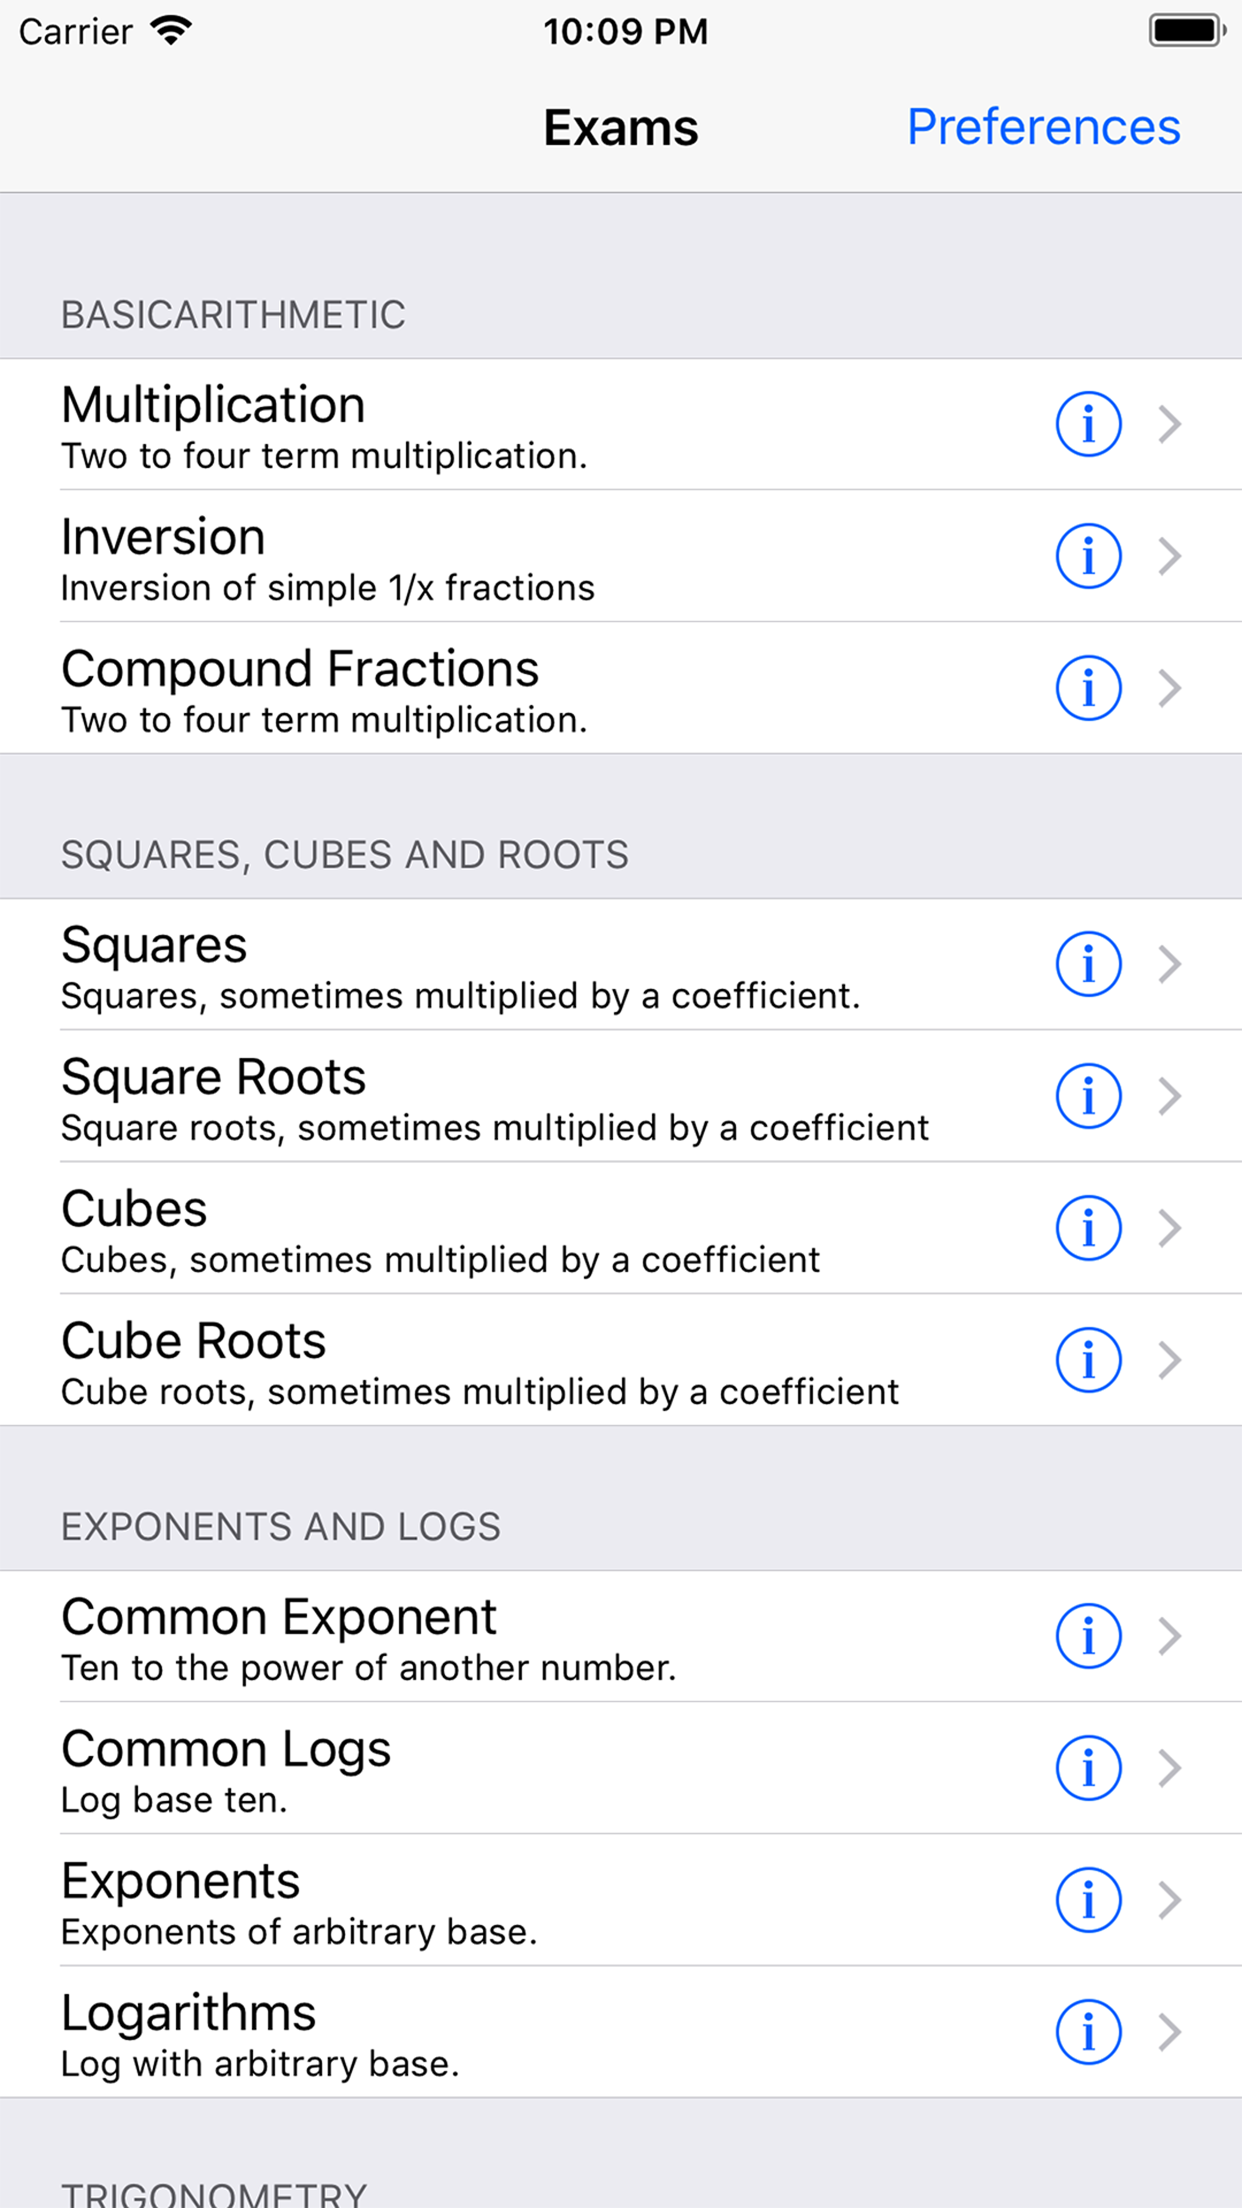 Carrier 10:09 PM
Exams Preferences
BASICARITHMETIC
Multiplication
Two to four term multiplication.
Inversion
Inversion of simple 1/x fractions
Compound Fractions
Two to four term multiplication.
SQUARES, CUBES AND ROOTS
Squares
Squares, sometimes multiplied by a coefficient.
Square Roots
Square roots, sometimes multiplied by a coefficient
Cubes
Cubes, sometimes multiplied by a coefficient
Cube Roots
Cube roots, sometimes multiplied by a coefficient
EXPONENTS AND LOGS
Common Exponent
Ten to the power of another number.
Common Logs
Log base ten.
Exponents
Exponents of arbitrary base.
Logarithms
Log with arbitrary base.
TRIGONOMETRY